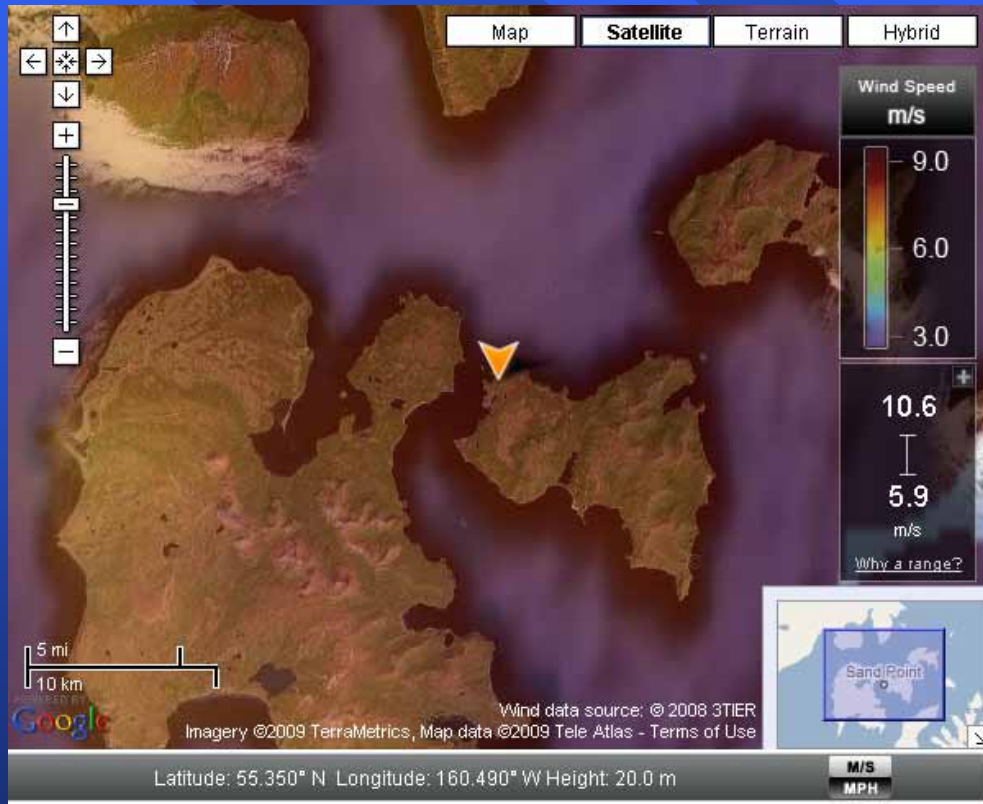 Map Satellite Terrain Hybrid
Wind Speed
m/s
9.0
6.0
3.0
10.6
5.9
m/s
Why a range?
5 mi
10 km
POWERED BY
Google
Sand Point
Wind data source: © 2008 3TIER
Imagery ©2009 TerraMetrics, Map data ©2009 Tele Atlas - Terms of Use
Latitude: 55.350° N Longitude: 160.490° W Height: 20.0 m
M/S
MPH